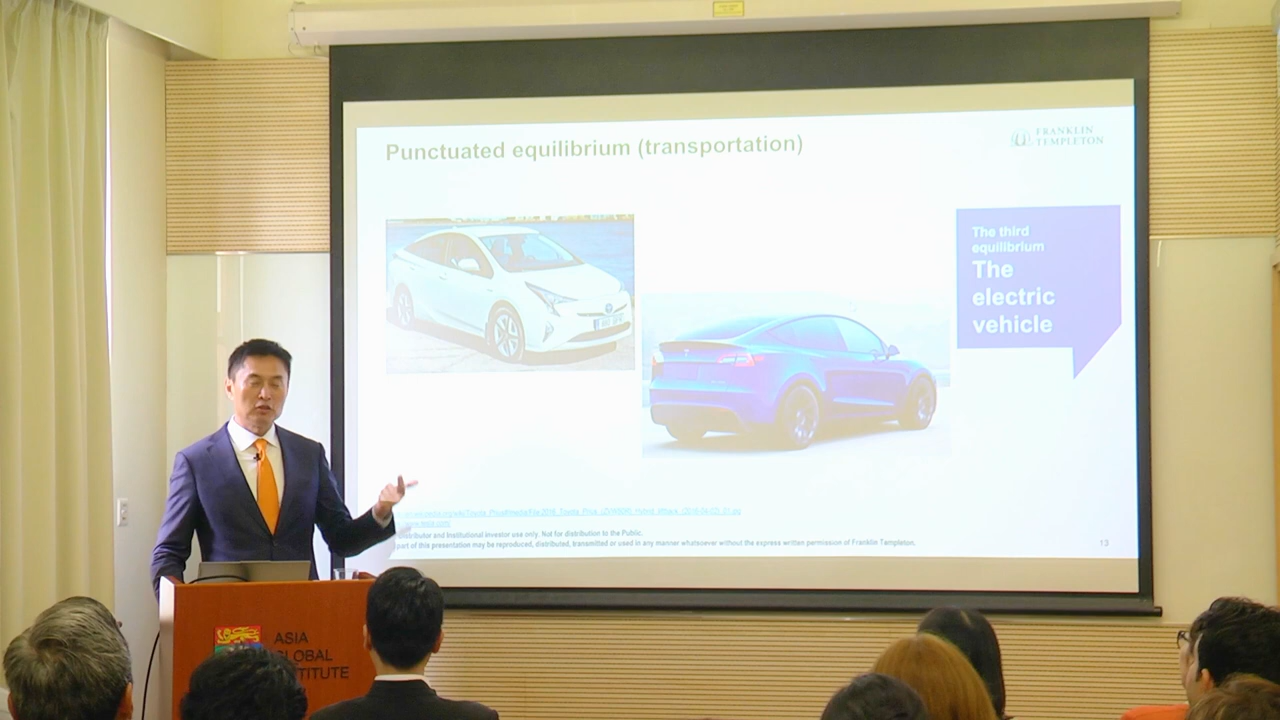 Punctuated equilibrium (transportation)
FRANKLIN
TEMPLETON
The third
equilibrium
The
electric
vehicle
Distributor and Institutional Investor use only. Not for distribution to the Public.
part of this presentation may be reproduced, distributed, transmitted or used in any manner whatsoever without the express written permission of Franklin Templeton.
13
ASIA
GLOBAL
TITUTE